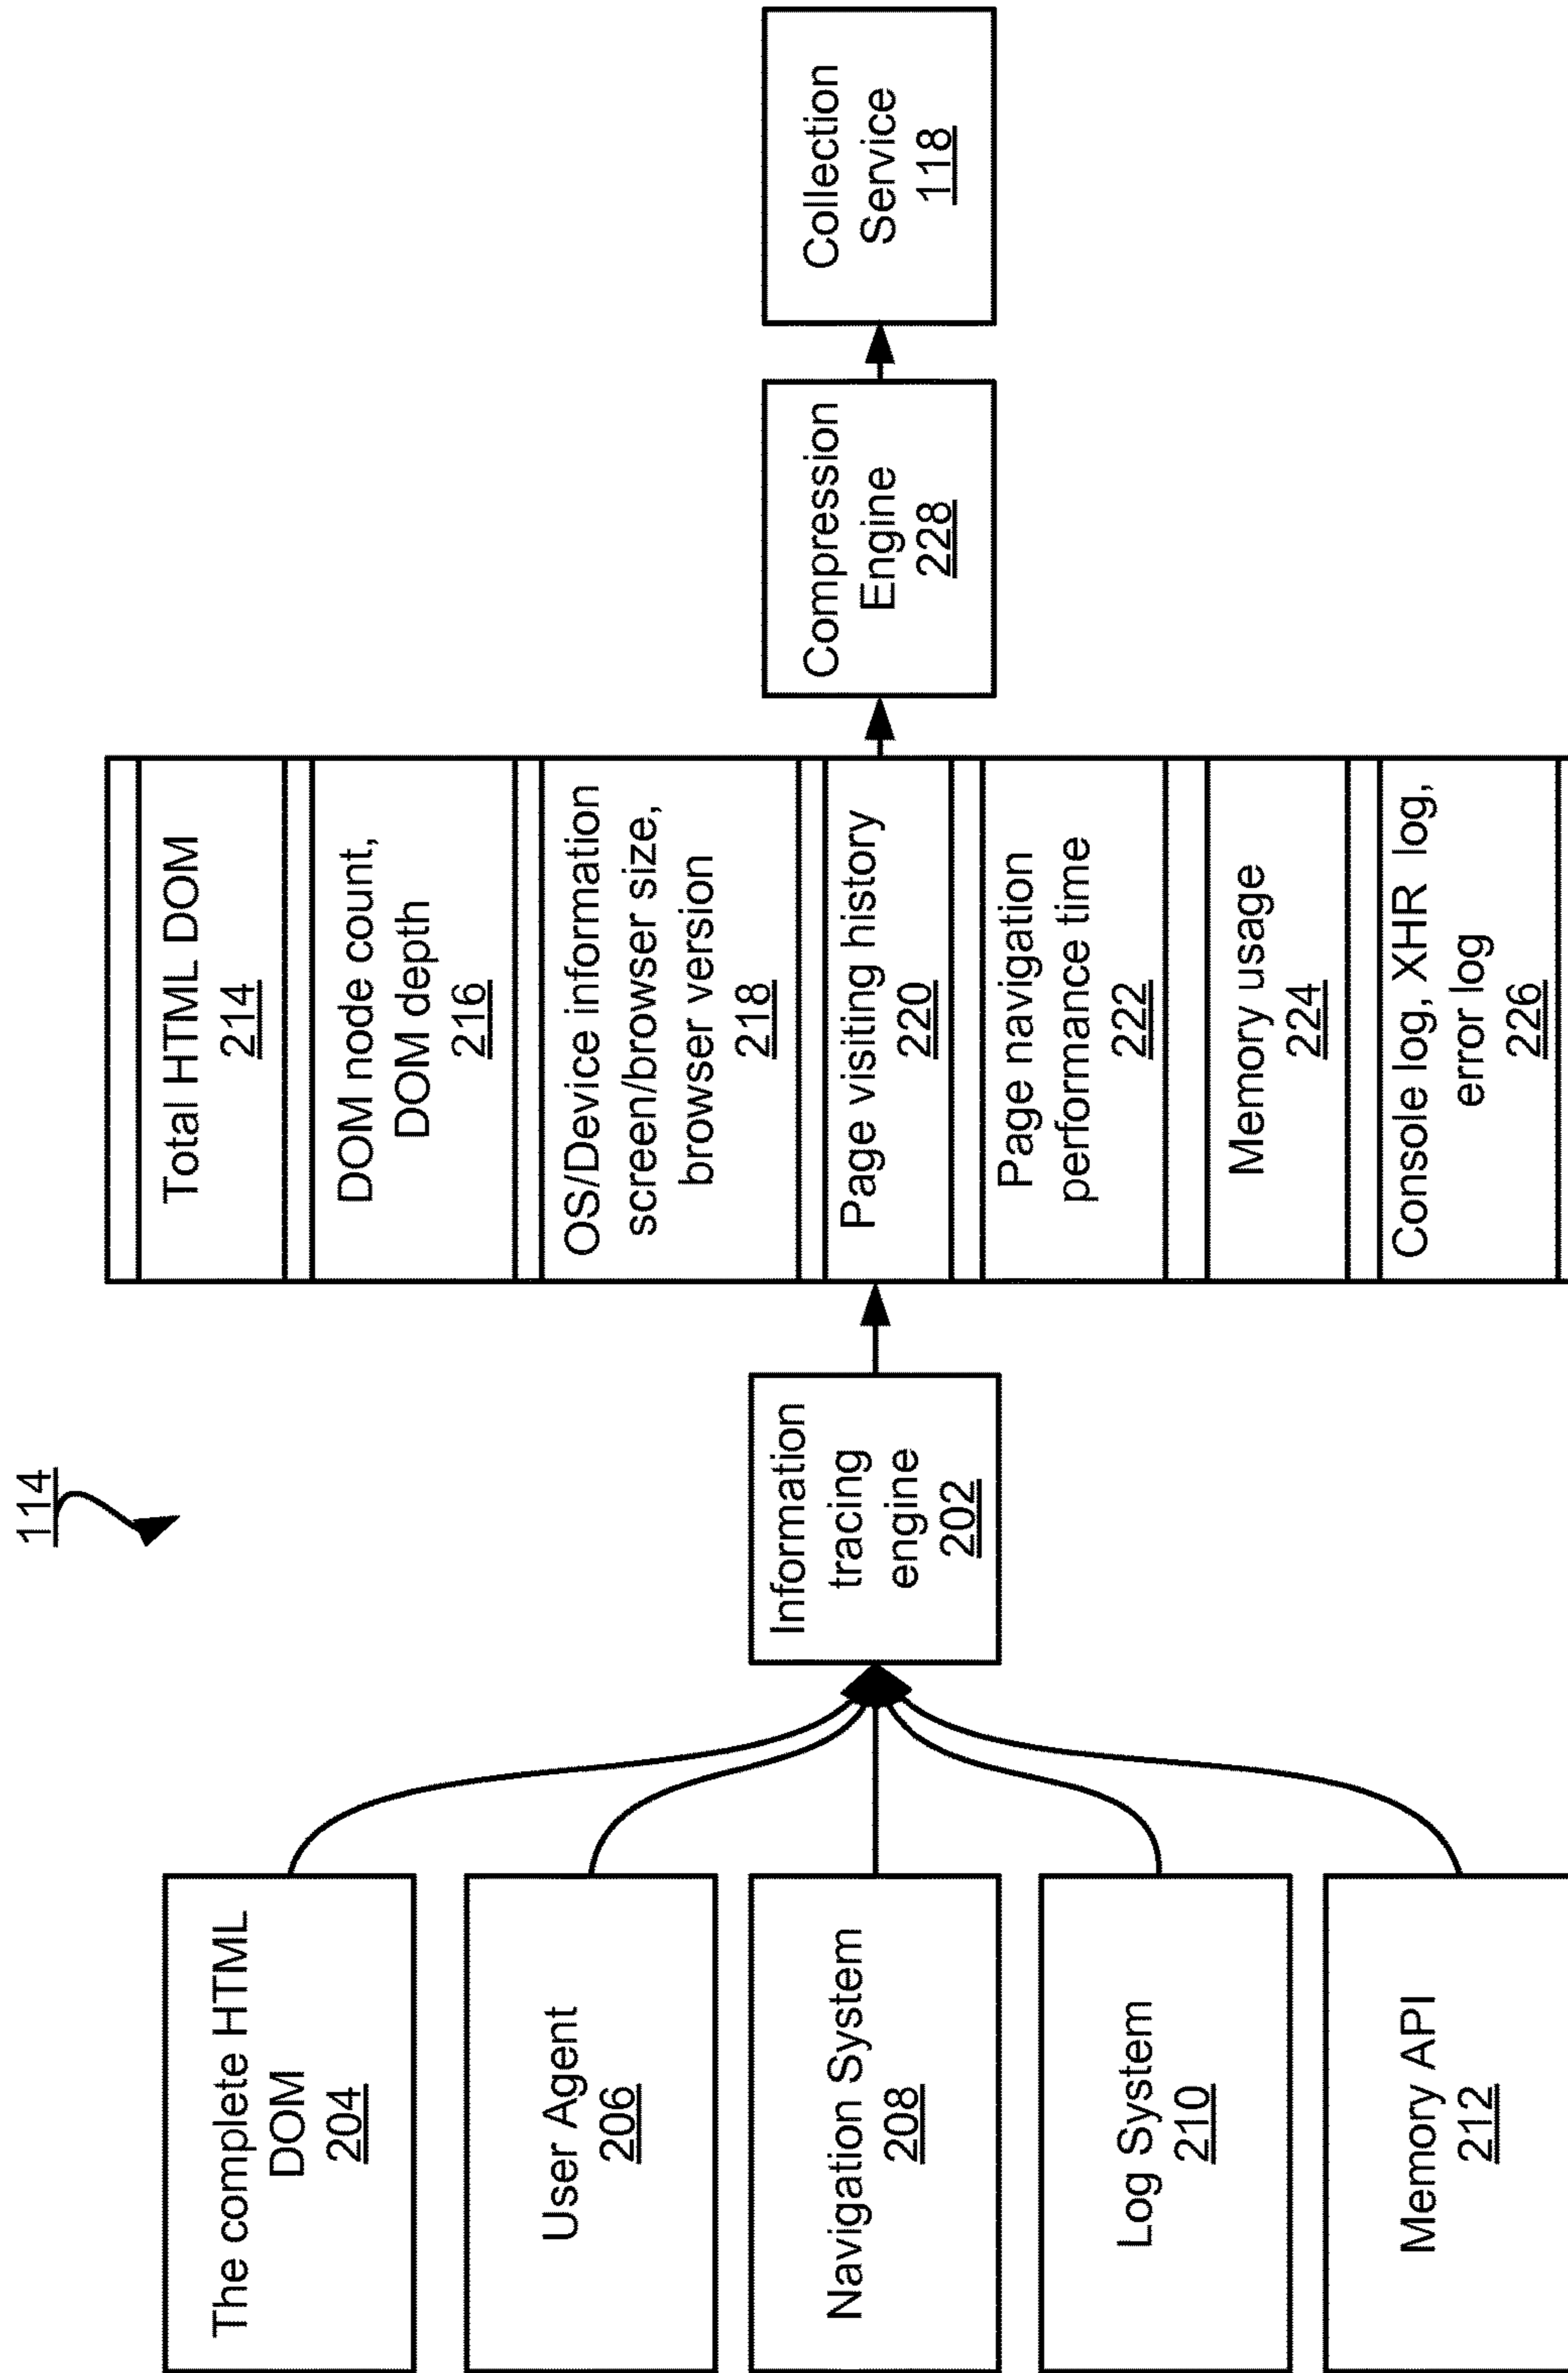 114
The complete HTML
DOM
204
User Agent
206
Navigation System
208
Log System
210
Memory API
212
Information
tracing
engine
202
Total HTML DOM
214
DOM node count,
DOM depth
216
OS/Device information
screen/browser size,
browser version
218
Page visiting history
220
Page navigation
performance time
222
Memory usage
224
Console log, XHR log,
error log
226
Compression
Engine
228
Collection
Service
118